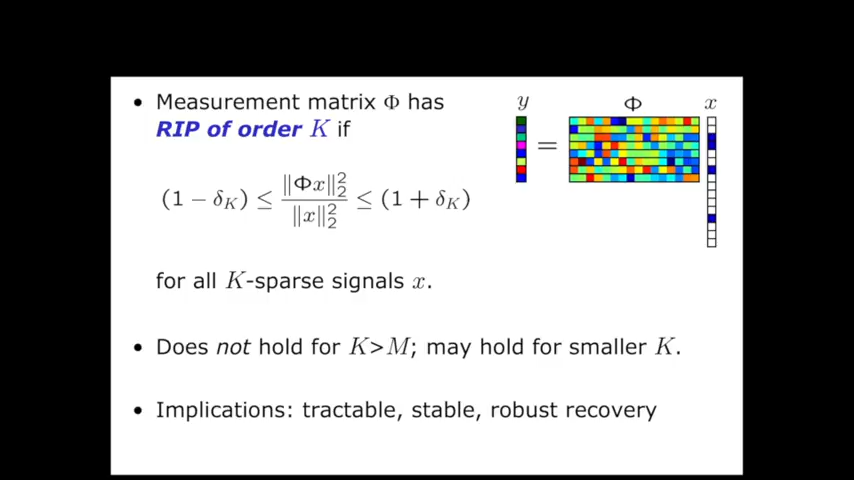 • Measurement matrix Φ has
RIP of order K if
(1 − δ_K) ≤ ‖Φx‖₂² / ‖x‖₂² ≤ (1 + δ_K)
for all K-sparse signals x.
• Does not hold for K>M; may hold for smaller K.
• Implications: tractable, stable, robust recovery
y = Φ x